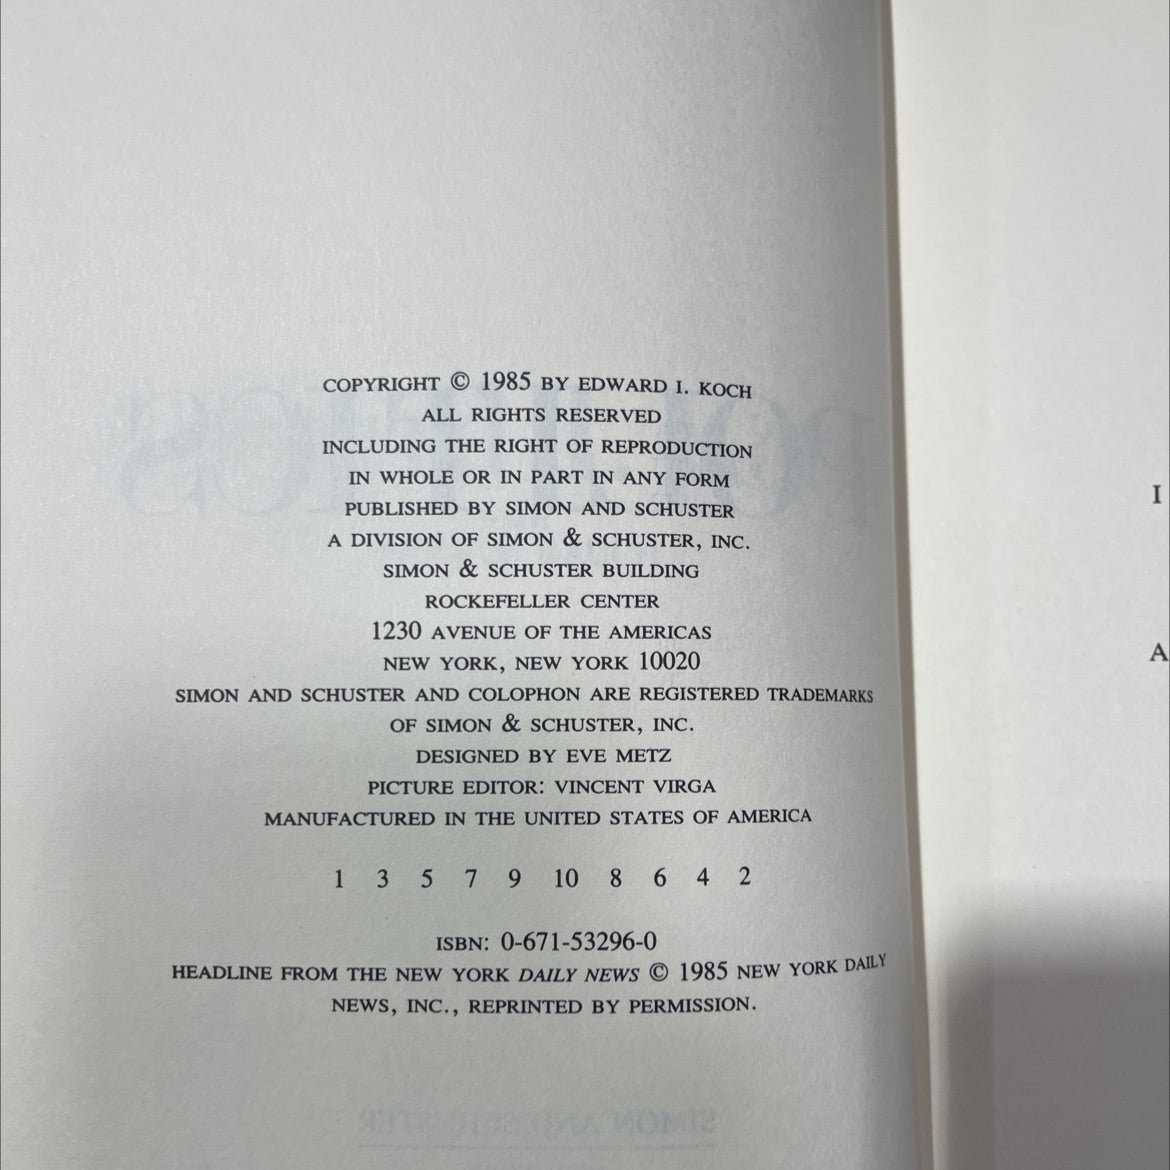 COPYRIGHT © 1985 BY EDWARD I. KOCH
ALL RIGHTS RESERVED
INCLUDING THE RIGHT OF REPRODUCTION
IN WHOLE OR IN PART IN ANY FORM
PUBLISHED BY SIMON AND SCHUSTER
A DIVISION OF SIMON & SCHUSTER, INC.
SIMON & SCHUSTER BUILDING
ROCKEFELLER CENTER
1230 AVENUE OF THE AMERICAS
NEW YORK, NEW YORK 10020
SIMON AND SCHUSTER AND COLOPHON ARE REGISTERED TRADEMARKS
OF SIMON & SCHUSTER, INC.
DESIGNED BY EVE METZ
PICTURE EDITOR: VINCENT VIRGA
MANUFACTURED IN THE UNITED STATES OF AMERICA
1 3 5 7 9 10 8 6 4 2
ISBN: 0-671-53296-0
HEADLINE FROM THE NEW YORK DAILY NEWS © 1985 NEW YORK DAILY
NEWS, INC., REPRINTED BY PERMISSION.
SIMON AND SCHUSTER
I
A